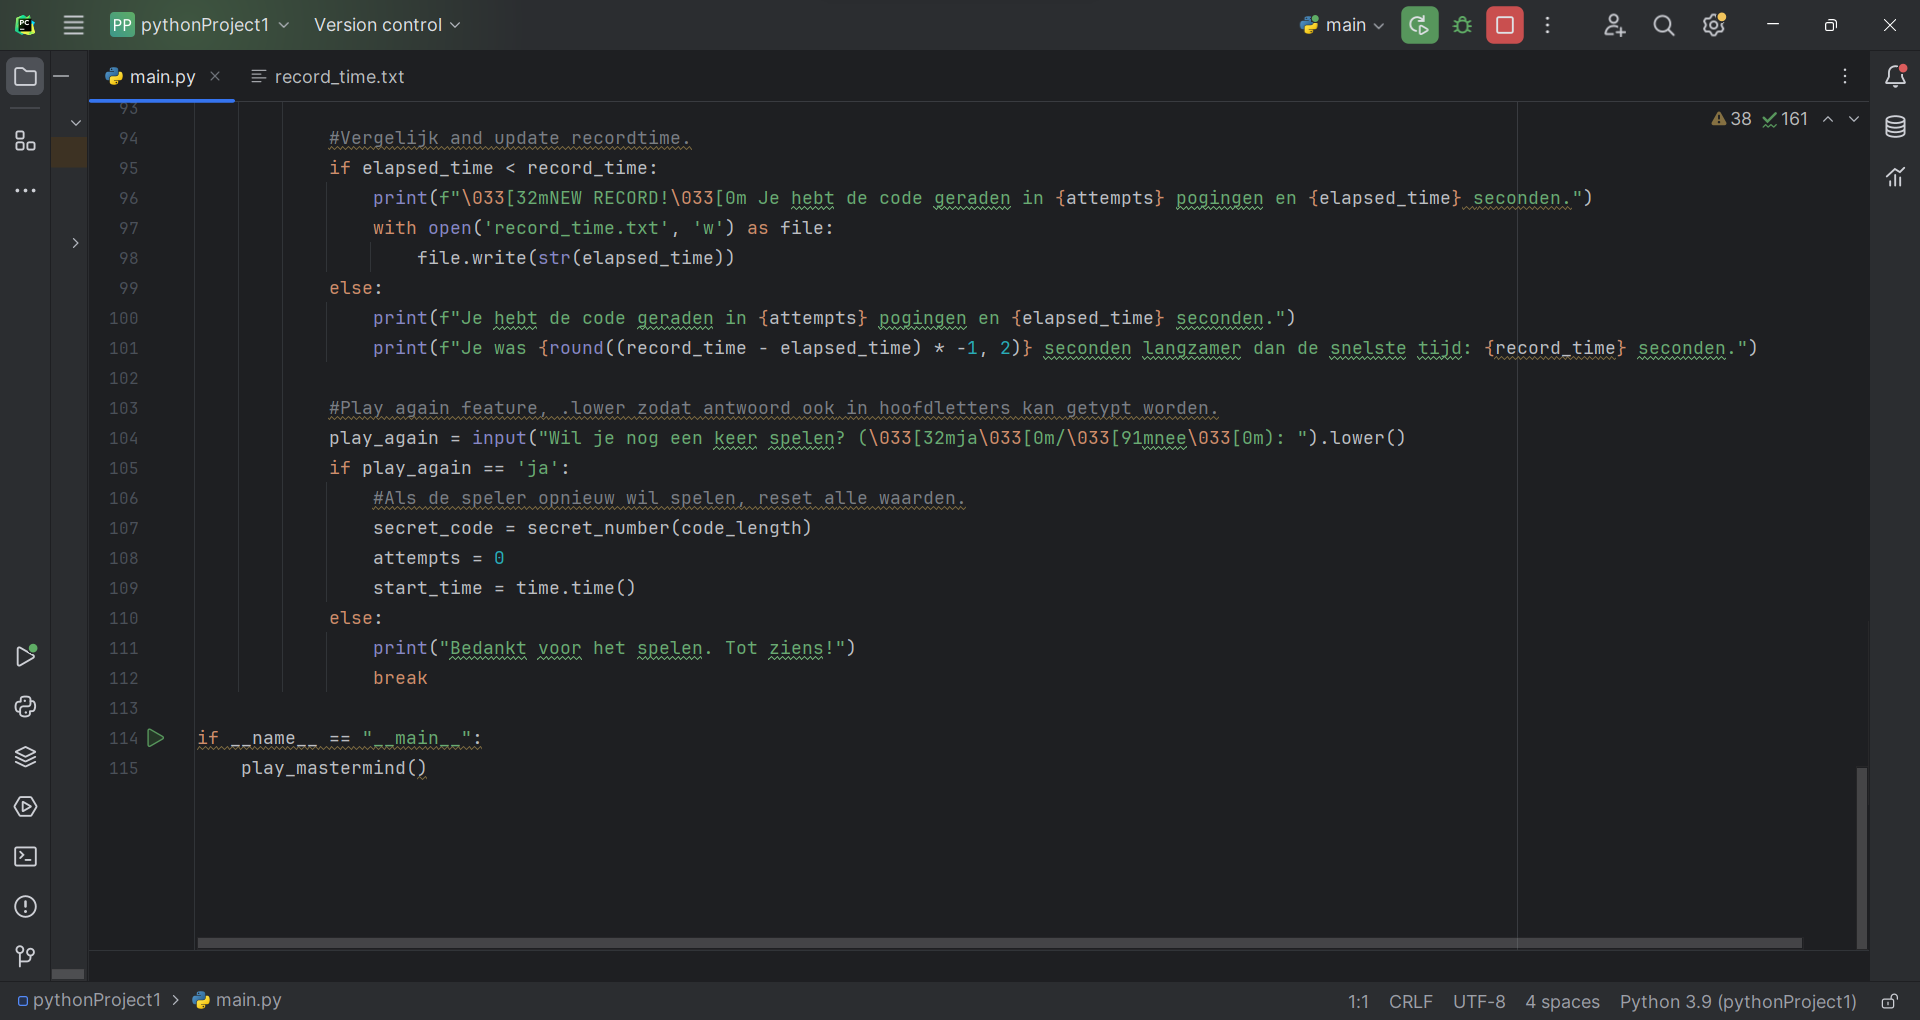 PC
PP pythonProject1 Version control main
main.py record_time.txt
38 161
93
94 #Vergelijk and update recordtime.
95 if elapsed_time < record_time:
96 print(f"\033[32mNEW RECORD!\033[0m Je hebt de code geraden in {attempts} pogingen en {elapsed_time} seconden.")
97 with open('record_time.txt', 'w') as file:
98 file.write(str(elapsed_time))
99 else:
100 print(f"Je hebt de code geraden in {attempts} pogingen en {elapsed_time} seconden.")
101 print(f"Je was {round((record_time - elapsed_time) * -1, 2)} seconden langzamer dan de snelste tijd: {record_time} seconden.")
102
103 #Play again feature, .lower zodat antwoord ook in hoofdletters kan getypt worden.
104 play_again = input("Wil je nog een keer spelen? (\033[32mja\033[0m/\033[91mnee\033[0m): ").lower()
105 if play_again == 'ja':
106 #Als de speler opnieuw wil spelen, reset alle waarden.
107 secret_code = secret_number(code_length)
108 attempts = 0
109 start_time = time.time()
110 else:
111 print("Bedankt voor het spelen. Tot ziens!")
112 break
113
114 if __name__ == "__main__":
115 play_mastermind()
pythonProject1 > main.py 1:1 CRLF UTF-8 4 spaces Python 3.9 (pythonProject1)